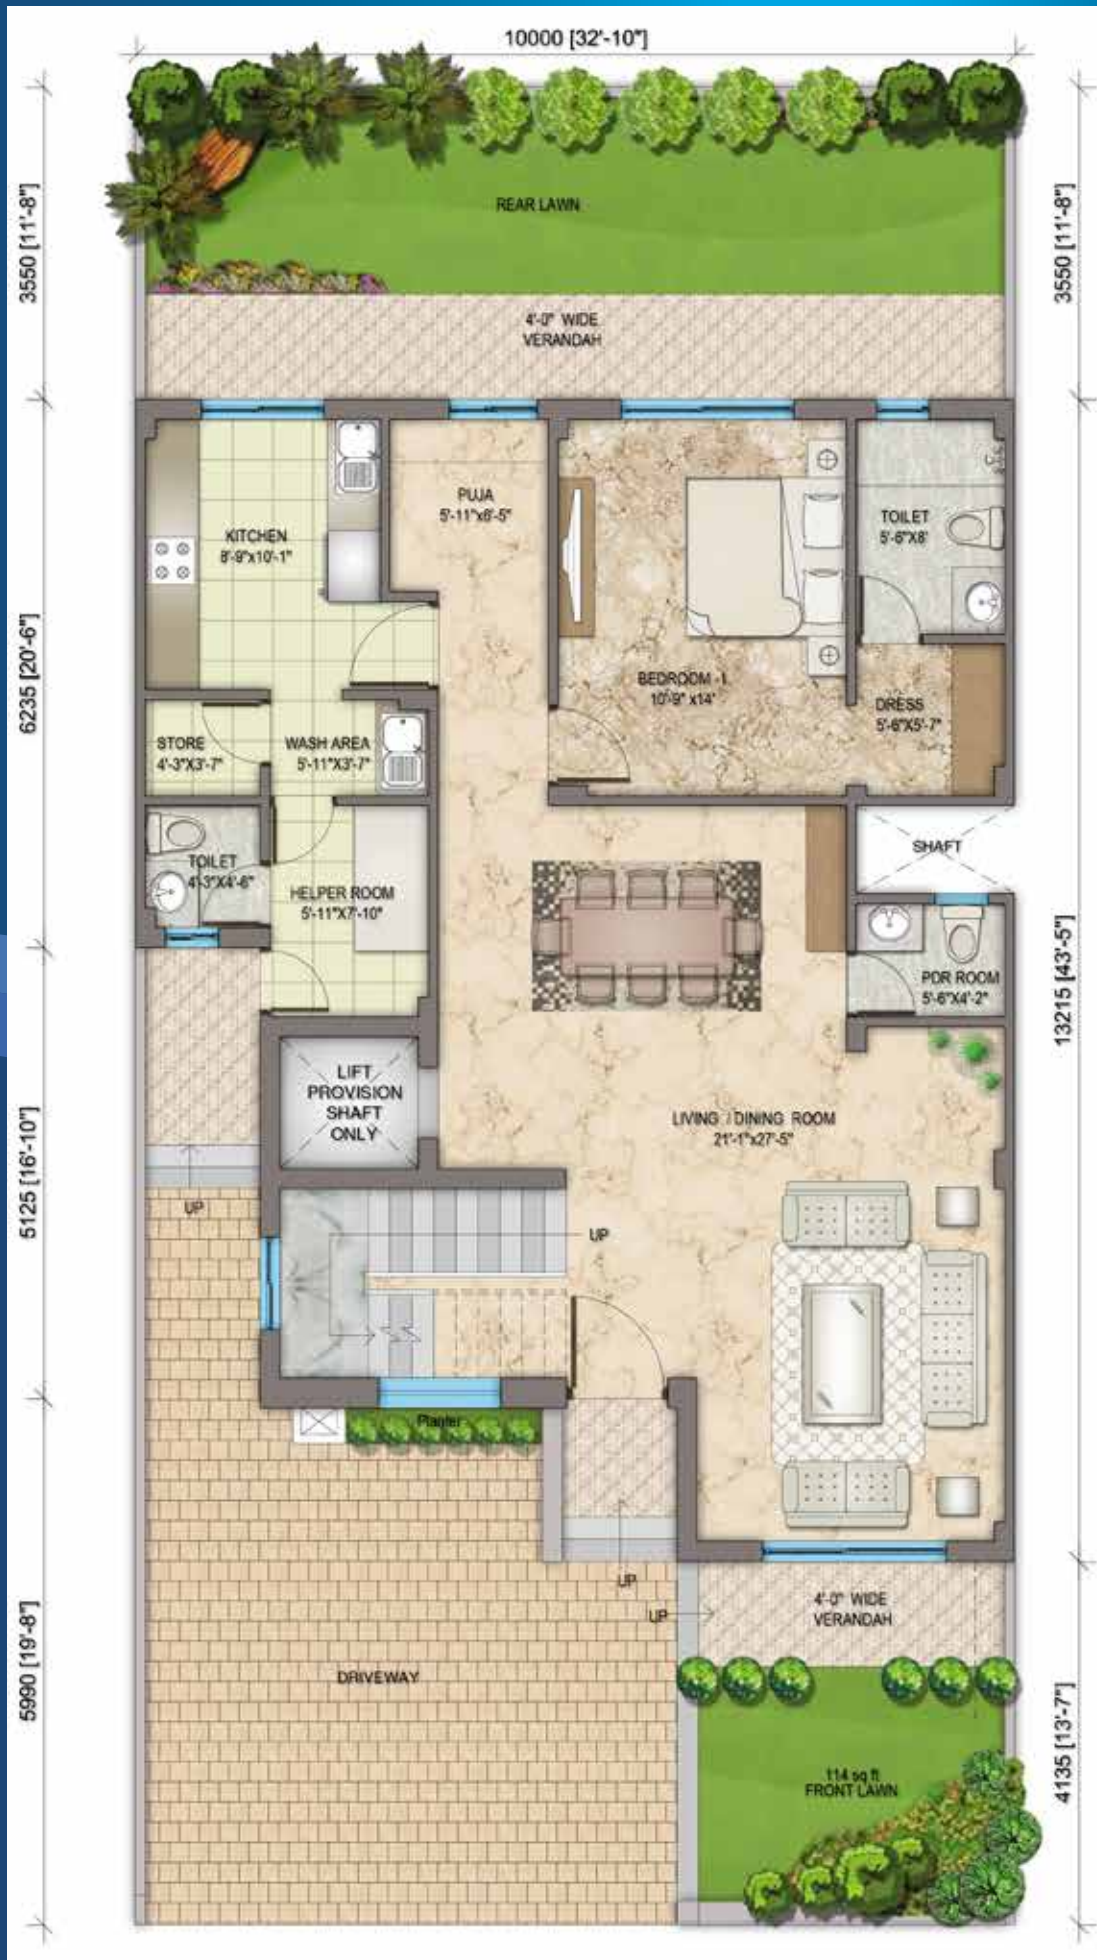 10000 [32'-10"]
3550 [11'-8"]
3550 [11'-8"]
REAR LAWN
4'-0" WIDE
VERANDAH
KITCHEN
8'-9"x10'-1"
PUJA
5'-11"x6'-5"
TOILET
5'-6"X8'
6235 [20'-6"]
BEDROOM -1
10'-9" x14'
DRESS
5'-6"X5'-7"
STORE
4'-3"X3'-7"
WASH AREA
5'-11"X3'-7"
SHAFT
TOILET
4'-3"X4'-6"
HELPER ROOM
5'-11"X7'-10"
PDR ROOM
5'-6"X4'-2"
13215 [43'-5"]
LIFT
PROVISION
SHAFT
ONLY
LIVING / DINING ROOM
21'-1"x27'-5"
5125 [16'-10"]
UP
UP
Planter
UP
UP
4'-0" WIDE
VERANDAH
5990 [19'-8"]
DRIVEWAY
4135 [13'-7"]
114 sq ft
FRONT LAWN